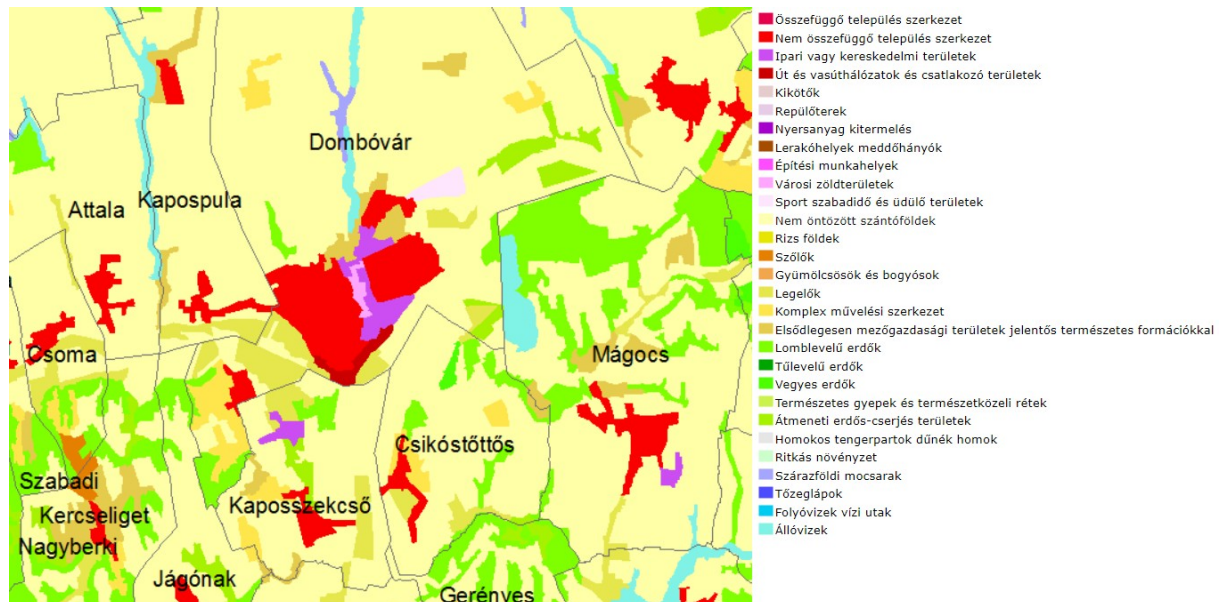 Dombóvár
Attala
Kapospula
Csoma
Mágocs
Csikóstőttős
Szabadi
Kaposszekcső
Kercseliget
Nagyberki
Jágónak
Gerényes
Összefüggő település szerkezet
Nem összefüggő település szerkezet
Ipari vagy kereskedelmi területek
Út és vasúthálózatok és csatlakozó területek
Kikötők
Repülőterek
Nyersanyag kitermelés
Lerakóhelyek meddőhányók
Építési munkahelyek
Városi zöldterületek
Sport szabadidő és üdülő területek
Nem öntözött szántóföldek
Rizs földek
Szőlők
Gyümölcsösök és bogyósok
Legelők
Komplex művelési szerkezet
Elsődlegesen mezőgazdasági területek jelentős természetes formációkkal
Lomblevelű erdők
Tűlevelű erdők
Vegyes erdők
Természetes gyepek és természetközeli rétek
Átmeneti erdős-cserjés területek
Homokos tengerpartok dűnék homok
Ritkás növényzet
Szárazföldi mocsarak
Tőzeglápok
Folyóvizek vízi utak
Állóvizek